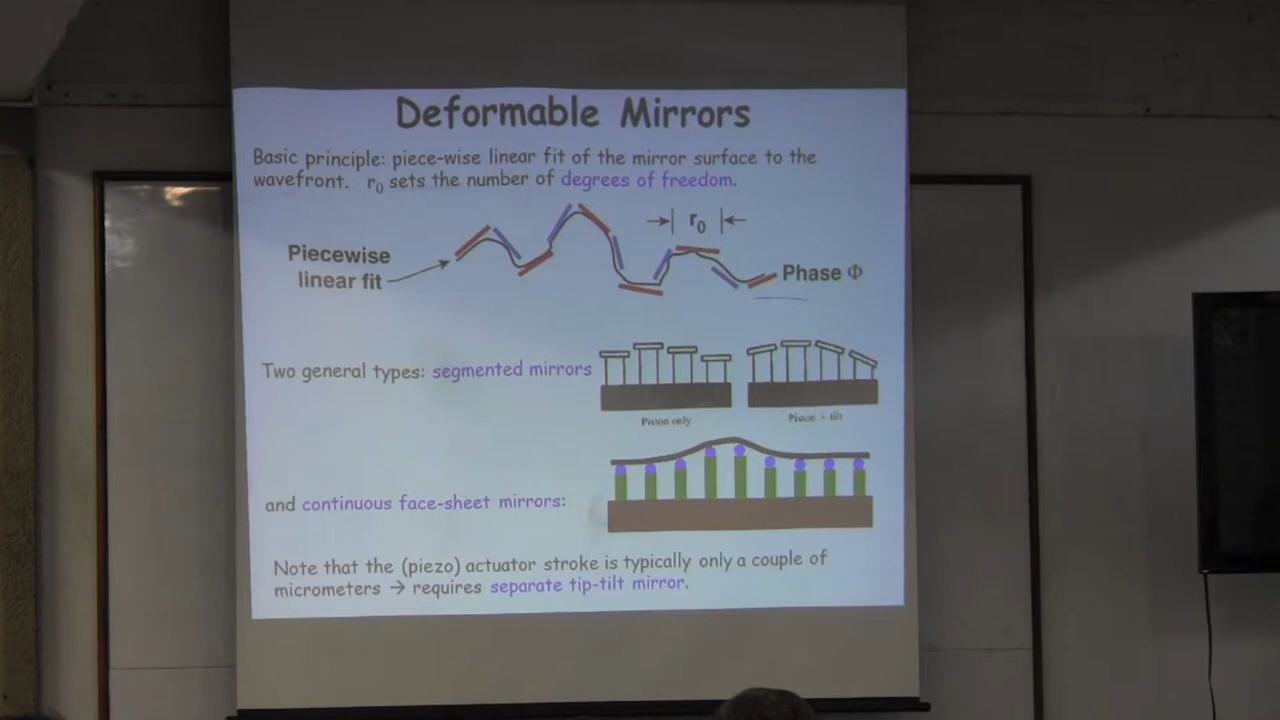 Deformable Mirrors
Basic principle: piece-wise linear fit of the mirror surface to the
wavefront. r₀ sets the number of degrees of freedom.
r₀
Piecewise
linear fit
Phase Φ
Two general types: segmented mirrors
Piston only
Piston + tilt
and continuous face-sheet mirrors:
Note that the (piezo) actuator stroke is typically only a couple of
micrometers → requires separate tip-tilt mirror.